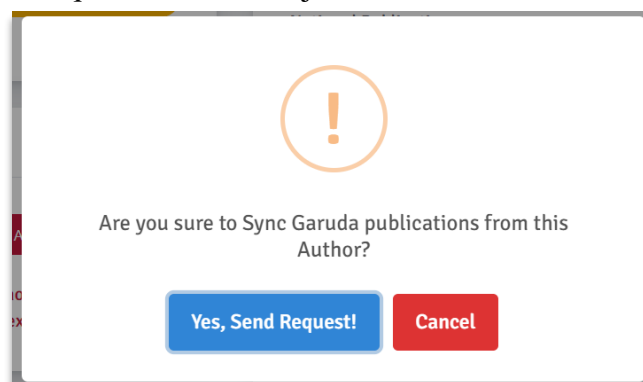 !
Are you sure to Sync Garuda publications from this
Author?
Yes, Send Request!
Cancel